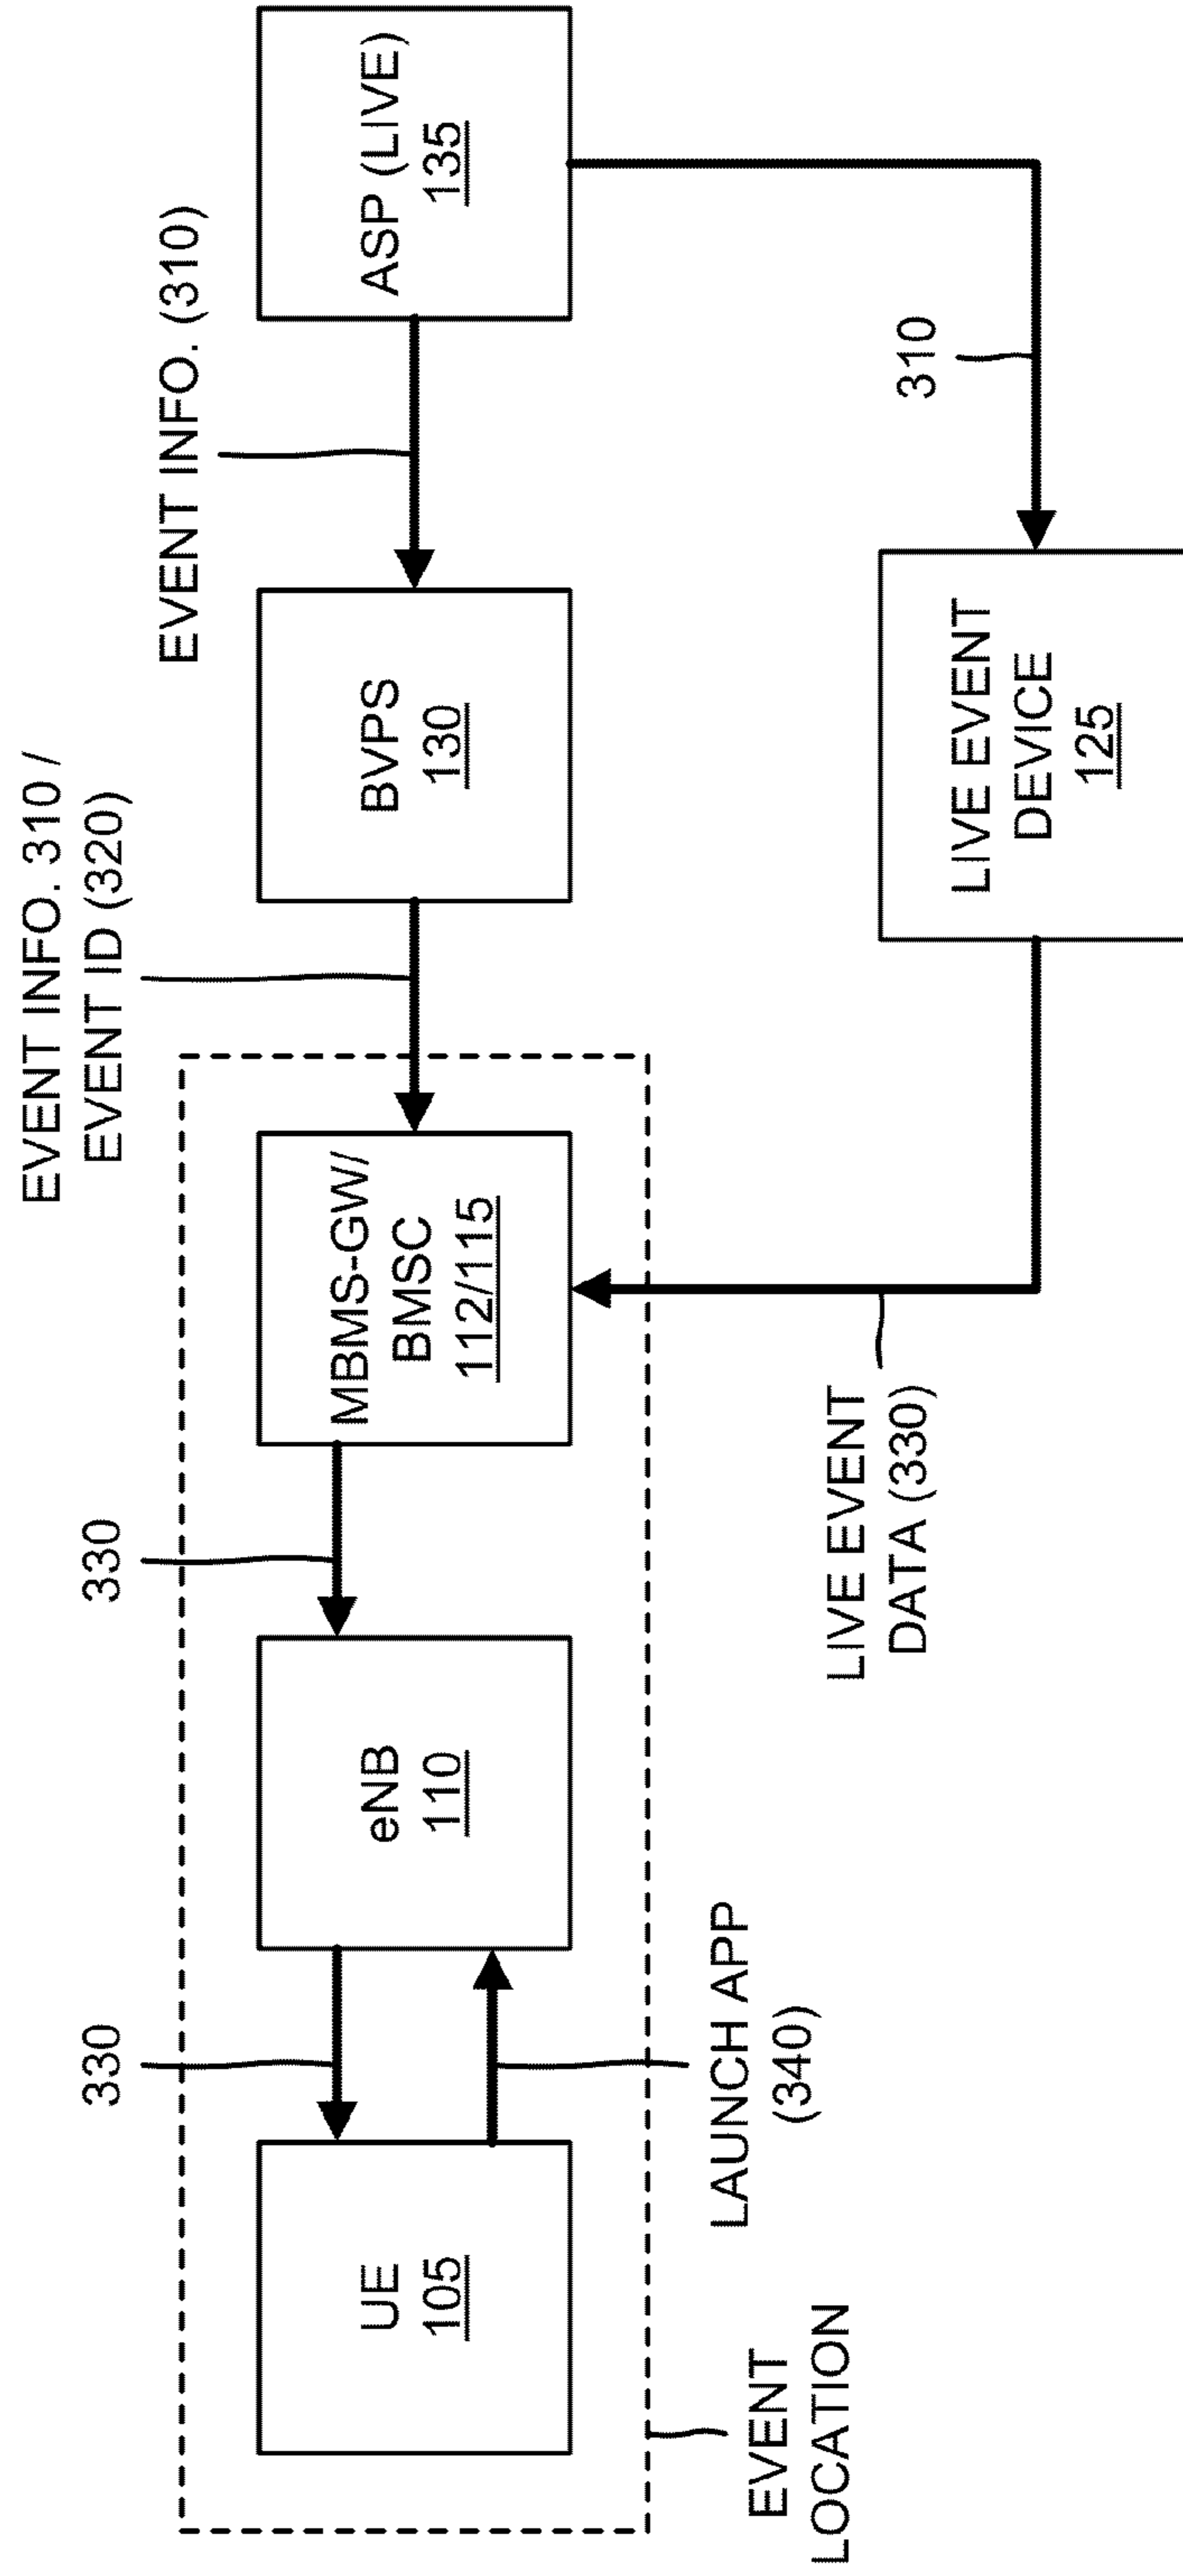 EVENT INFO. 310 /
EVENT ID (320)
EVENT INFO. (310)
330
330
UE
105
eNB
110
MBMS-GW/
BMSC
112/115
BVPS
130
ASP (LIVE)
135
LAUNCH APP
(340)
EVENT
LOCATION
LIVE EVENT
DATA (330)
310
LIVE EVENT
DEVICE
125